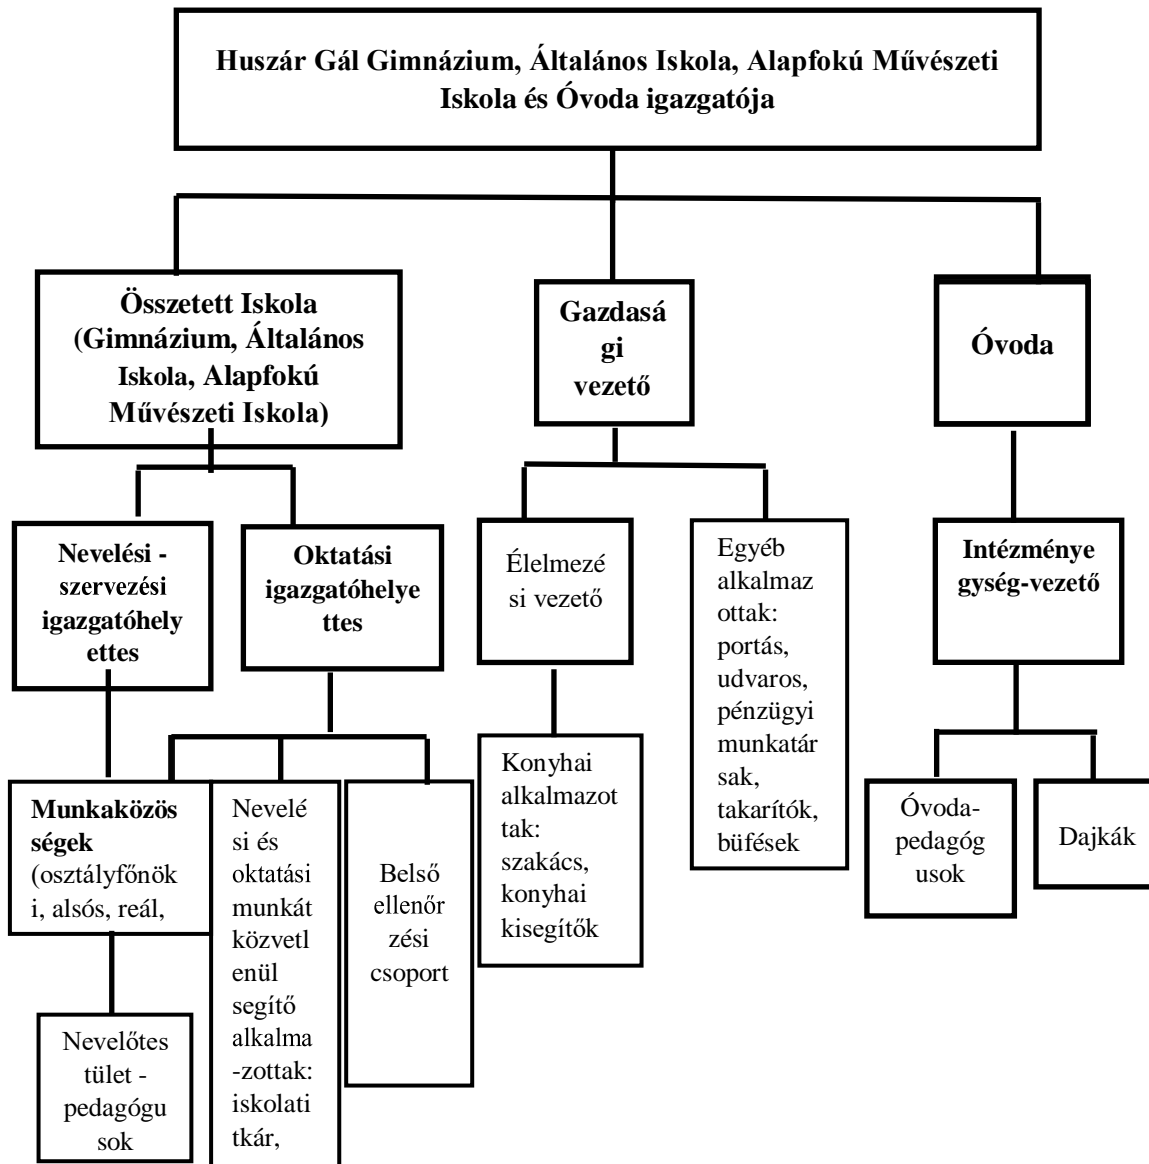 Huszár Gál Gimnázium, Általános Iskola, Alapfokú Művészeti
Iskola és Óvoda igazgatója
Összetett Iskola
(Gimnázium, Általános
Iskola, Alapfokú
Művészeti Iskola)
Gazdasá
gi
vezető
Óvoda
Nevelési -
szervezési
igazgatóhely
ettes
Oktatási
igazgatóhelye
ttes
Élelmezé
si vezető
Egyéb
alkalmaz
ottak:
portás,
udvaros,
pénzügyi
munkatár
sak,
takarítók,
büfések
Intézménye
gység-vezető
Munkaközös
ségek
(osztályfőnök
i, alsós, reál,
Nevelé
si és
oktatási
munkát
közvetl
enül
segítő
alkalma
-zottak:
iskolati
tkár,
Belső
ellenőr
zési
csoport
Konyhai
alkalmazot
tak:
szakács,
konyhai
kisegítők
Óvoda-
pedagóg
usok
Dajkák
Nevelőtes
tület -
pedagógu
sok